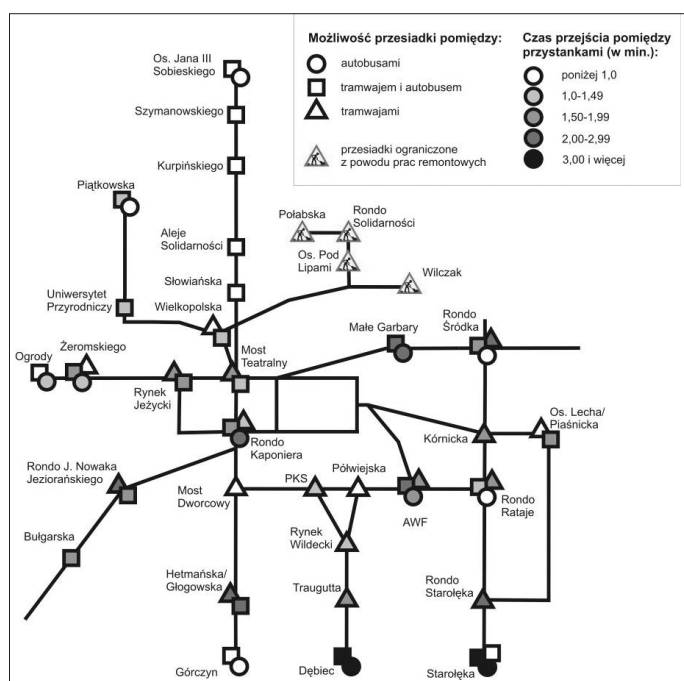 Os. Jana III
Sobieskiego
Szymanowskiego
Kurpińskiego
Piątkowska
Aleje
Solidarności
Słowiańska
Uniwersytet
Przyrodniczy
Wielkopolska
Ogrody
Żeromskiego
Rynek
Jeżycki
Most
Teatralny
Rondo
Kaponiera
Rondo J. Nowaka
Jeziorańskiego
Bułgarska
Most
Dworcowy
Hetmańska/
Głogowska
Górczyn
PKS
Półwiejska
Rynek
Wildecki
Traugutta
Dębiec
AWF
Połabska
Rondo
Solidarności
Os. Pod
Lipami
Wilczak
Małe Garbary
Rondo
Śródka
Kórnicka
Os. Lecha/
Piaśnicka
Rondo
Rataje
Rondo
Starołęka
Starołęka
Możliwość przesiadki pomiędzy:
autobusami
tramwajem i autobusem
tramwajami
przesiadki ograniczone
z powodu prac remontowych
Czas przejścia pomiędzy
przystankami (w min.):
poniżej 1,0
1,0-1,49
1,50-1,99
2,00-2,99
3,00 i więcej